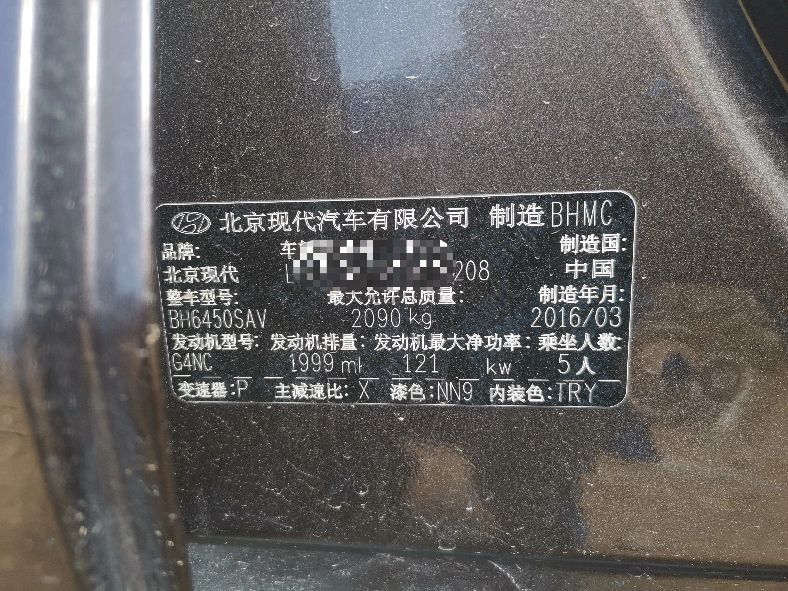 北京现代汽车有限公司 制造 BHMC
品牌: 制造国:
北京现代 208 中国
整车型号: 最大允许总质量: 制造年月:
BH6450SAV 2090 kg 2016/03
发动机型号: 发动机排量: 发动机最大净功率: 乘坐人数:
G4NC 1999 ml 121 kw 5人
变速器: P 主减速比: X 漆色: NN9 内装色: TRY